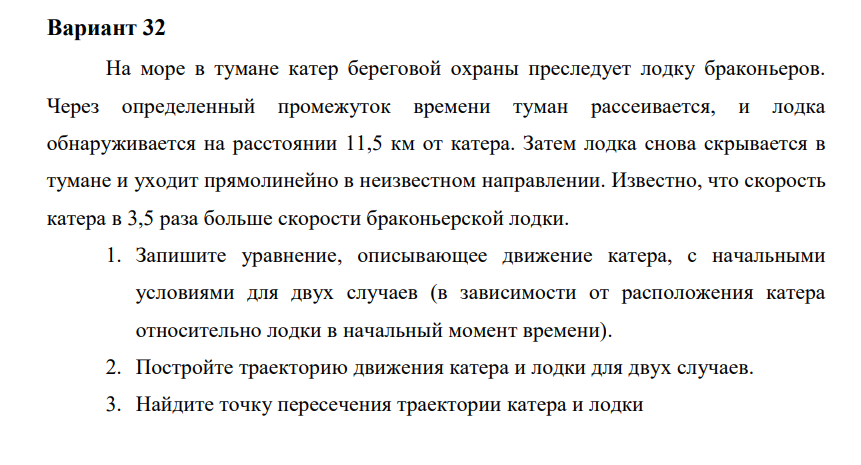 Вариант 32
На море в тумане катер береговой охраны преследует лодку браконьеров.
Через определенный промежуток времени туман рассеивается, и лодка
обнаруживается на расстоянии 11,5 км от катера. Затем лодка снова скрывается в
тумане и уходит прямолинейно в неизвестном направлении. Известно, что скорость
катера в 3,5 раза больше скорости браконьерской лодки.
1. Запишите уравнение, описывающее движение катера, с начальными
условиями для двух случаев (в зависимости от расположения катера
относительно лодки в начальный момент времени).
2. Постройте траекторию движения катера и лодки для двух случаев.
3. Найдите точку пересечения траектории катера и лодки